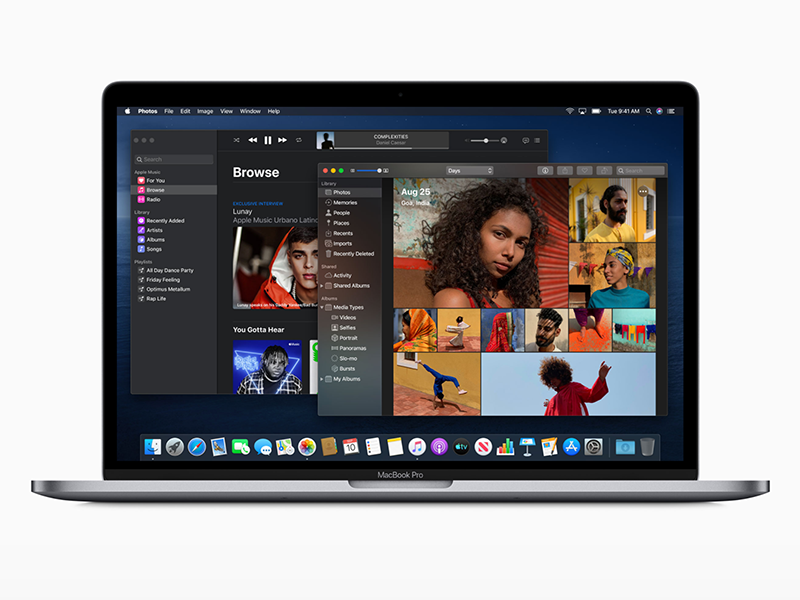 Photos File Edit Image View Window Help
Tue 9:41 AM
COMPLEXITIES
Daniel Caesar
Search
Apple Music
For You
Browse
Radio
Library
Recently Added
Artists
Albums
Songs
Playlists
All Day Dance Party
Friday Feeling
Optimus Metallum
Rap Life
Browse
EXCLUSIVE INTERVIEW
Lunay
Apple Music Urbano Latino
You Gotta Hear
Days
Search
Library
Photos
Memories
People
Places
Recents
Imports
Recently Deleted
Shared
Activity
Shared Albums
Albums
Media Types
Videos
Selfies
Portrait
Panoramas
Slo-mo
Bursts
My Albums
Aug 25
Goa, India
10
tv
MacBook Pro